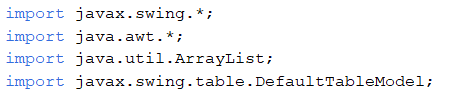 import javax.swing.*;
import java.awt.*;
import java.util.ArrayList;
import javax.swing.table.DefaultTableModel;